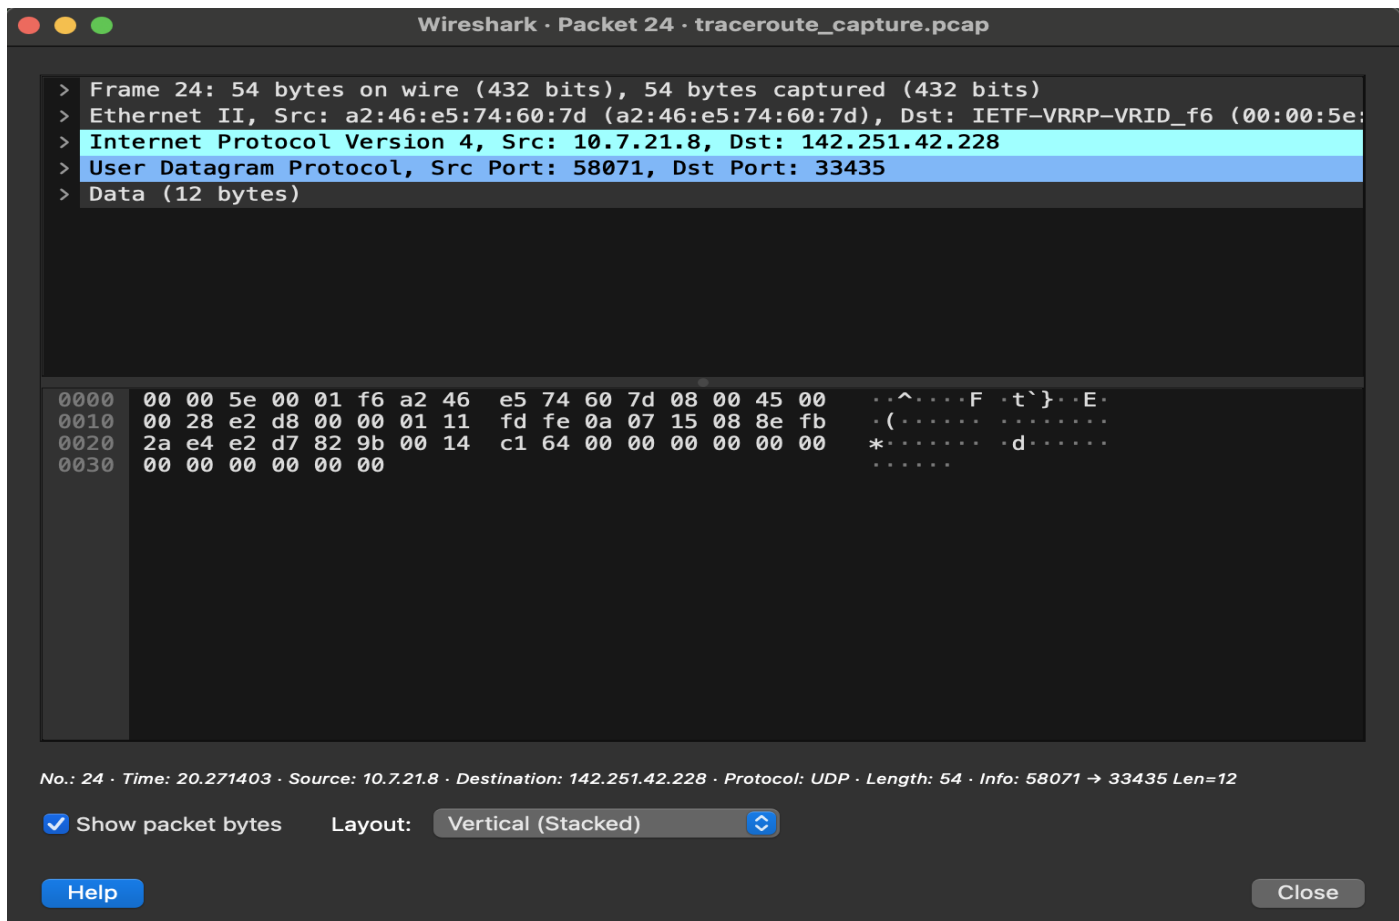 Wireshark · Packet 24 · traceroute_capture.pcap
> Frame 24: 54 bytes on wire (432 bits), 54 bytes captured (432 bits)
> Ethernet II, Src: a2:46:e5:74:60:7d (a2:46:e5:74:60:7d), Dst: IETF-VRRP-VRID_f6 (00:00:5e:
> Internet Protocol Version 4, Src: 10.7.21.8, Dst: 142.251.42.228
> User Datagram Protocol, Src Port: 58071, Dst Port: 33435
> Data (12 bytes)
0000 00 00 5e 00 01 f6 a2 46 e5 74 60 7d 08 00 45 00 ··^····F ·t`}··E·
0010 00 28 e2 d8 00 00 01 11 fd fe 0a 07 15 08 8e fb ·(······ ········
0020 2a e4 e2 d7 82 9b 00 14 c1 64 00 00 00 00 00 00 *······· ·d······
0030 00 00 00 00 00 00 ······
No.: 24 · Time: 20.271403 · Source: 10.7.21.8 · Destination: 142.251.42.228 · Protocol: UDP · Length: 54 · Info: 58071 → 33435 Len=12
Show packet bytes Layout: Vertical (Stacked)
Help Close